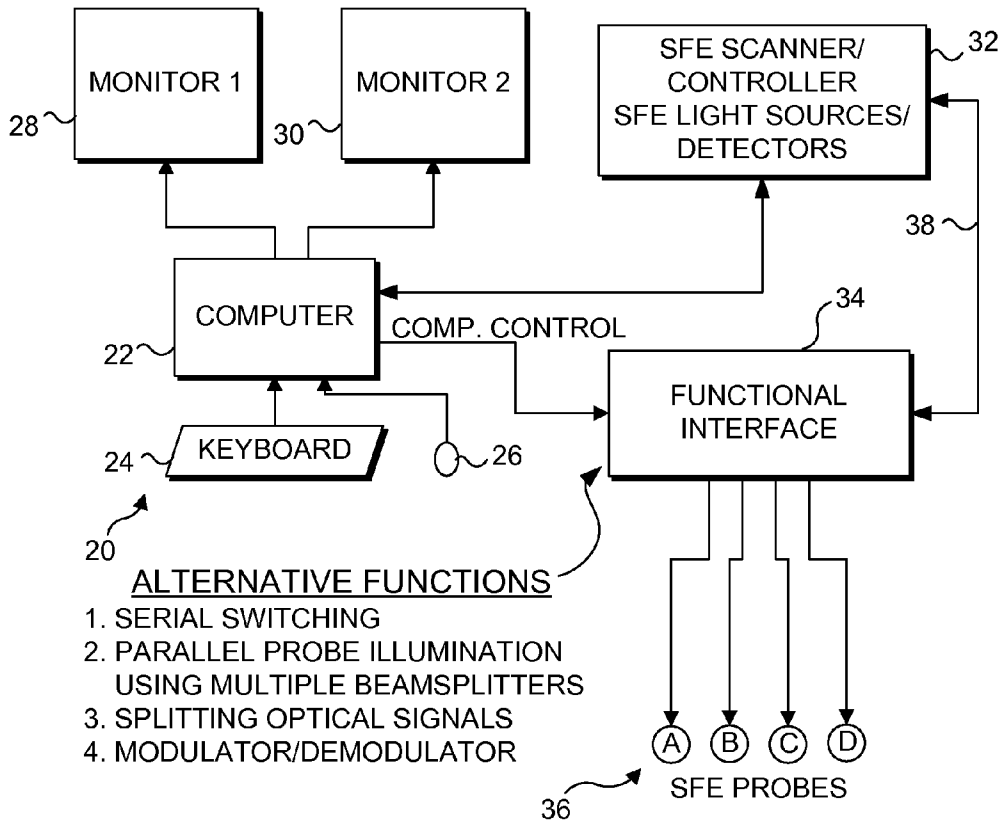 MONITOR 1
28
MONITOR 2
30
SFE SCANNER/
CONTROLLER
SFE LIGHT SOURCES/
DETECTORS
32
38
COMPUTER
22
COMP. CONTROL
34
FUNCTIONAL
INTERFACE
KEYBOARD
24
26
20
ALTERNATIVE FUNCTIONS
1. SERIAL SWITCHING
2. PARALLEL PROBE ILLUMINATION
USING MULTIPLE BEAMSPLITTERS
3. SPLITTING OPTICAL SIGNALS
4. MODULATOR/DEMODULATOR
A B C D
36
SFE PROBES